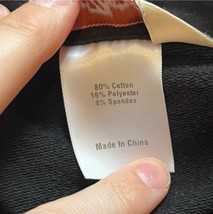 80% Cotton
16% Polyester
4% Spandex
Made In China